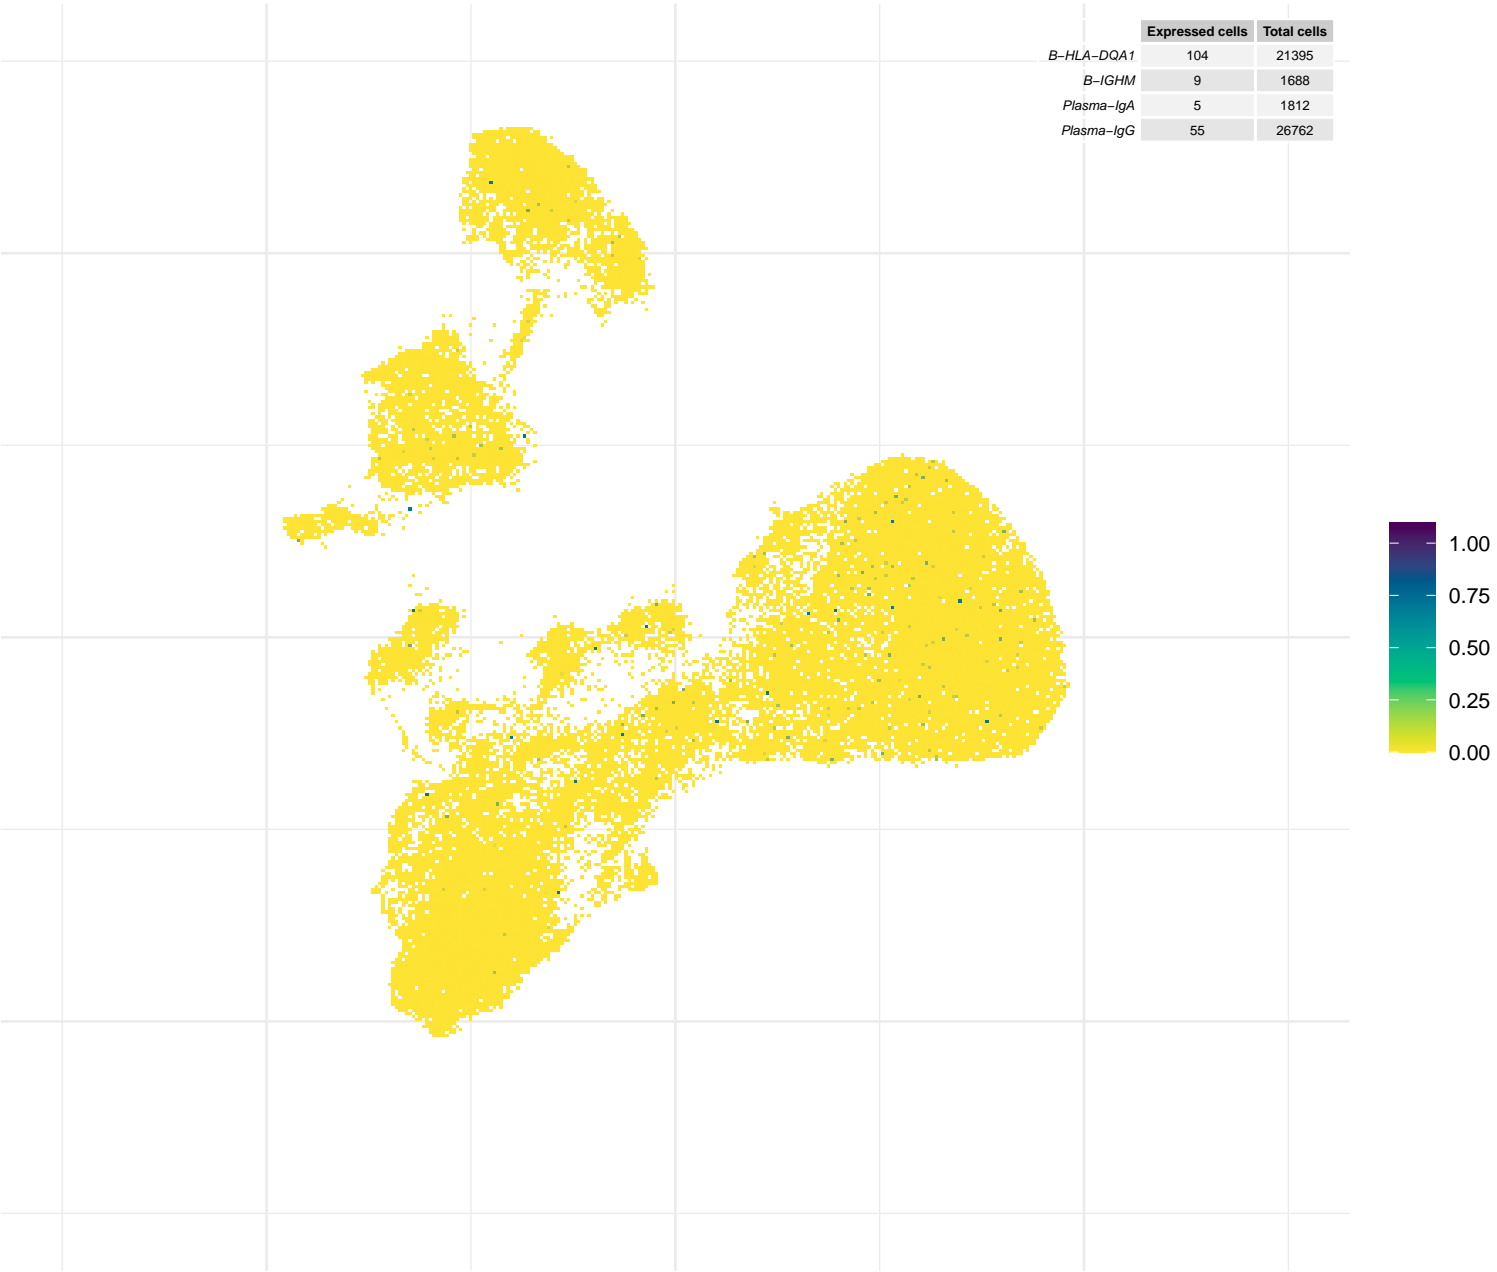 Expressed cells Total cells
B−HLA−DQA1 104 21395
B−IGHM 9 1688
Plasma−IgA 5 1812
Plasma−IgG 55 26762
1.00
0.75
0.50
0.25
0.00